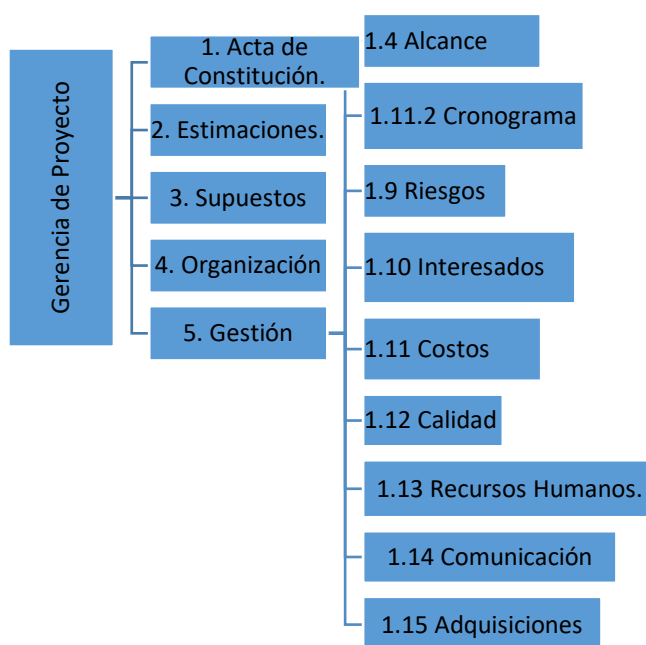 Gerencia de Proyecto
1. Acta de
Constitución.
2. Estimaciones.
3. Supuestos
4. Organización
5. Gestión
1.4 Alcance
1.11.2 Cronograma
1.9 Riesgos
1.10 Interesados
1.11 Costos
1.12 Calidad
1.13 Recursos Humanos.
1.14 Comunicación
1.15 Adquisiciones